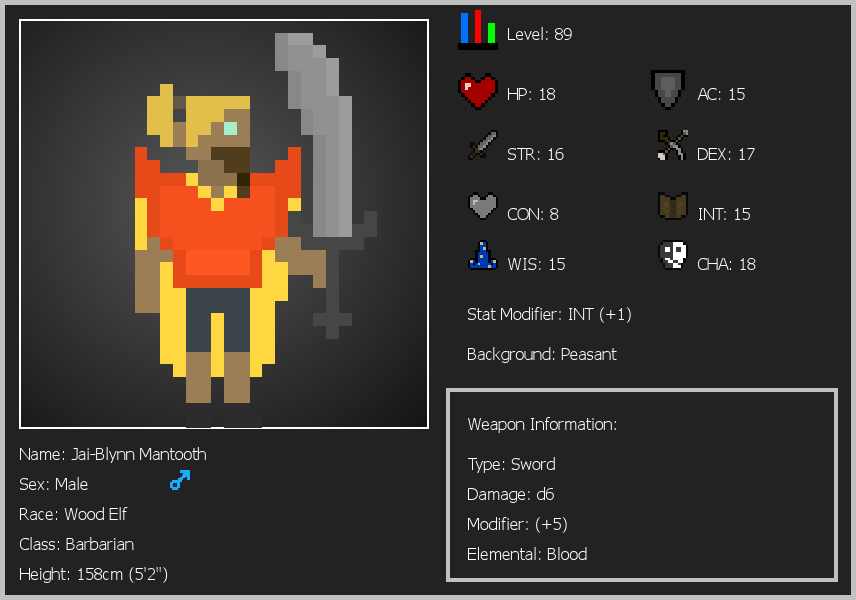 Level: 89
HP: 18
AC: 15
STR: 16
DEX: 17
CON: 8
INT: 15
WIS: 15
CHA: 18
Stat Modifier: INT (+1)
Background: Peasant
Weapon Information:
Type: Sword
Damage: d6
Modifier: (+5)
Elemental: Blood
Name: Jai-Blynn Mantooth
Sex: Male
Race: Wood Elf
Class: Barbarian
Height: 158cm (5'2")